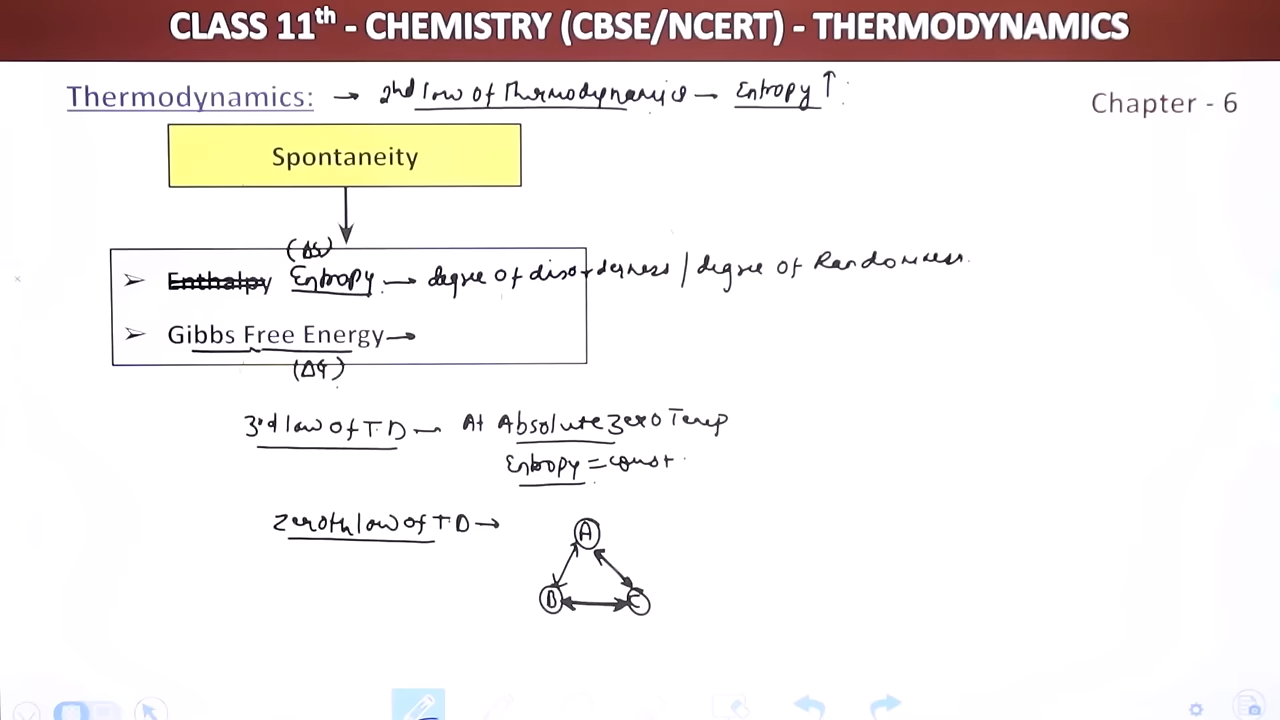 CLASS 11th - CHEMISTRY (CBSE/NCERT) - THERMODYNAMICS
Thermodynamics: → 2nd law of Thermodynamics – Entropy ↑
Chapter - 6
Spontaneity
(ΔS)
➢ Enthalpy Entropy → degree of disorderness / degree of Randomness.
➢ Gibbs Free Energy →
(ΔG)
3rd law of TD – At Absolute Zero Temp
Entropy = const.
Zeroth law of TD →
A
B C